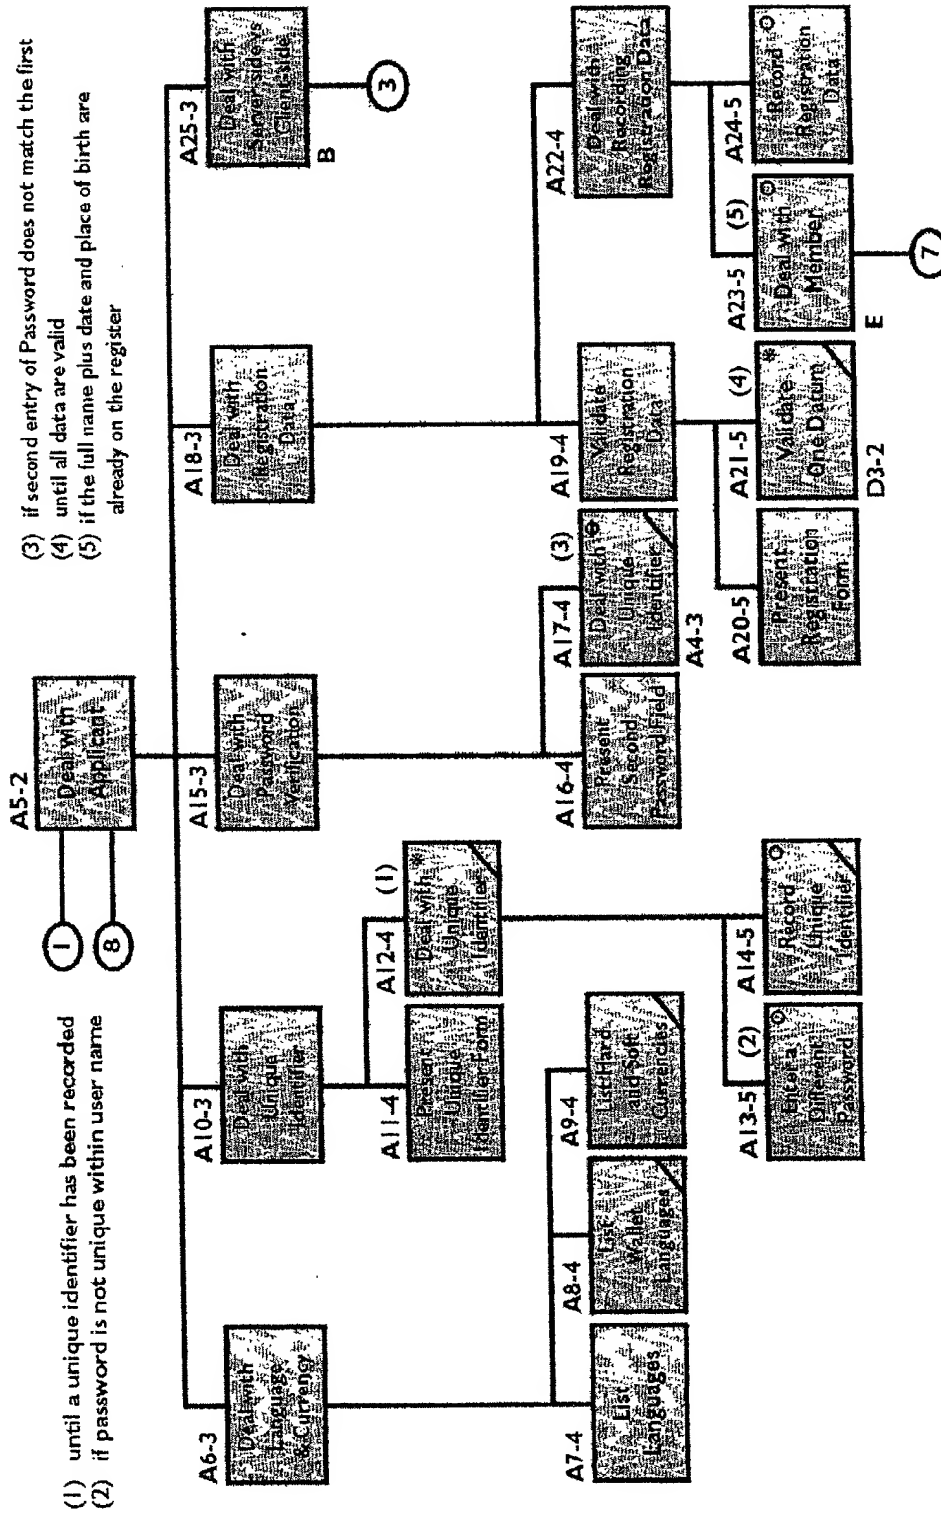 (1) until a unique identifier has been recorded
(2) if password is not unique within user name
(3) if second entry of Password does not match the first
(4) until all data are valid
(5) if the full name plus date and place of birth are
already on the register
1
8
A5-2
Deal with
Applicant
A6-3
Deal with
Language
& Currency
A10-3
Deal with
Unique
Identifier
A15-3
Deal with
Password
Verification
A18-3
Deal with
Registration
Data
A25-3
Deal with
Server-side vs
Client-side
B
3
A7-4
List
Languages
A8-4
List
Wallet
Languages
A9-4
List Hard
and Soft
Currencies
A11-4
Present
Unique
Identifier Form
A12-4
(1)
Deal with *
Unique
Identifier
A13-5
(2)
Enter a
Different
Password
A14-5
Record
Unique
Identifier
A16-4
Present
Second
Password Field
A17-4
(3)
Deal with
Unique
Identifier
A4-3
A19-4
Validate
Registration
Data
A20-5
Present
Registration
Form
A21-5
(4)
Validate *
One Datum
D3-2
A22-4
Deal with
Recording
Registration Data
A23-5
(5)
Deal with
Member
E
7
A24-5
Record
Registration
Data